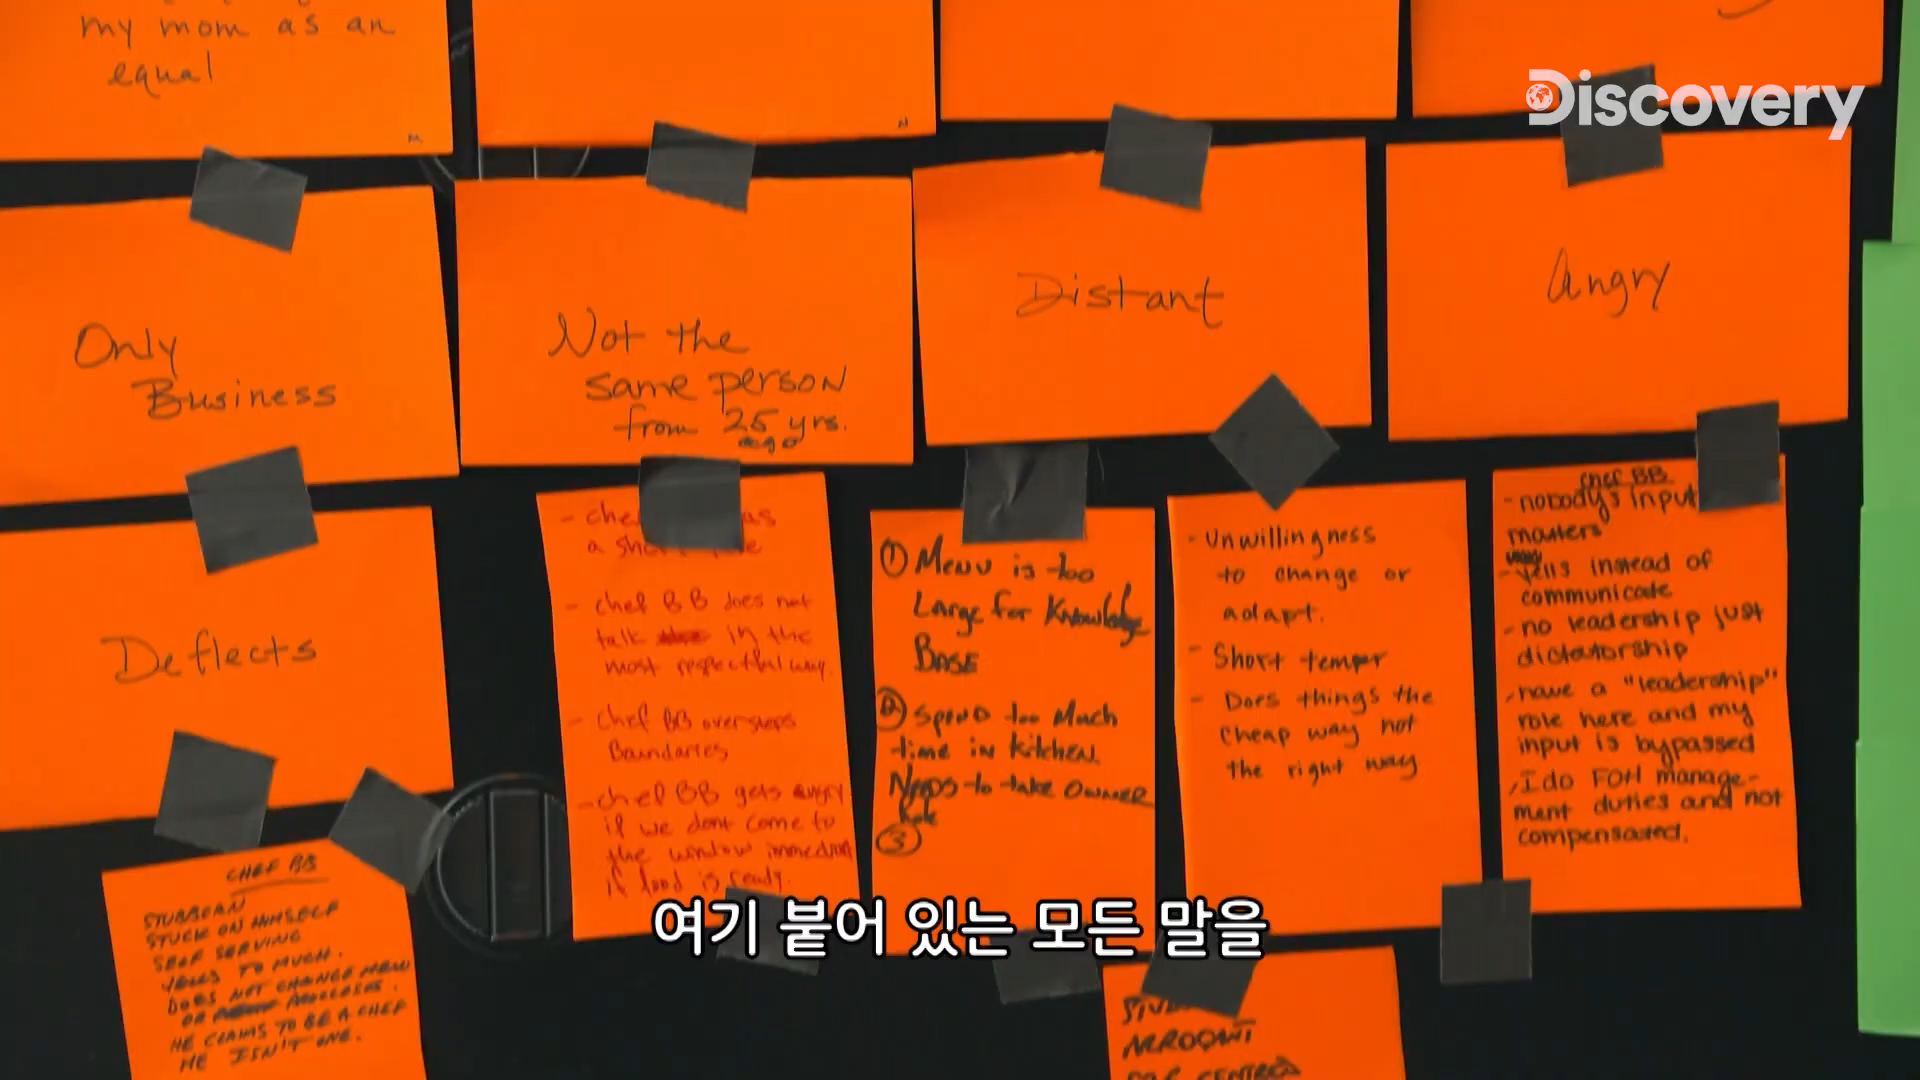 my mom as an
equal
Discovery
Only
Business
Not the
same person
from 25 yrs.
ago
Distant
Angry
Deflects
- chef as
a short
- chef BB does not
talk in the
most respectful way.
- chef BB oversteps
Boundaries
- chef BB gets angry
if we dont come to
the window
if food is ready.
① Menu is too
Large for Knowledge
Base
② Spend too Much
time in kitchen.
Needs to take owner
③
- Unwillingness
to change or
adapt.
- Short temper
- Does things the
cheap way not
the right way
chef BB
- nobody's input
matters
- yells instead of
communicate
- no leadership just
dictatorship
- have a "leadership"
role here and my
input is bypassed
- I do FOH manage-
ment duties and not
compensated.
CHEF BB
STUBBORN
STUCK ON HIMSELF
SELF SERVING
YELLS TO MUCH.
DOES NOT CHANGE MENU
OR PROCESSES.
HE CLAIMS TO BE A CHEF
HE ISN'T ONE.
ARROGANT
여기 붙어 있는 모든 말을